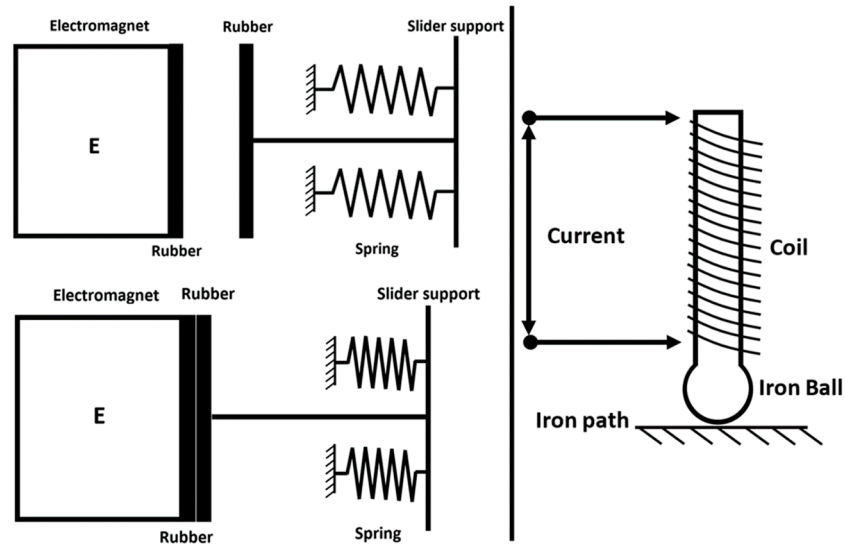 Electromagnet
Rubber
Slider support
E
Rubber
Spring
Electromagnet
Rubber
Slider support
E
Rubber
Spring
Current
Coil
Iron Ball
Iron path